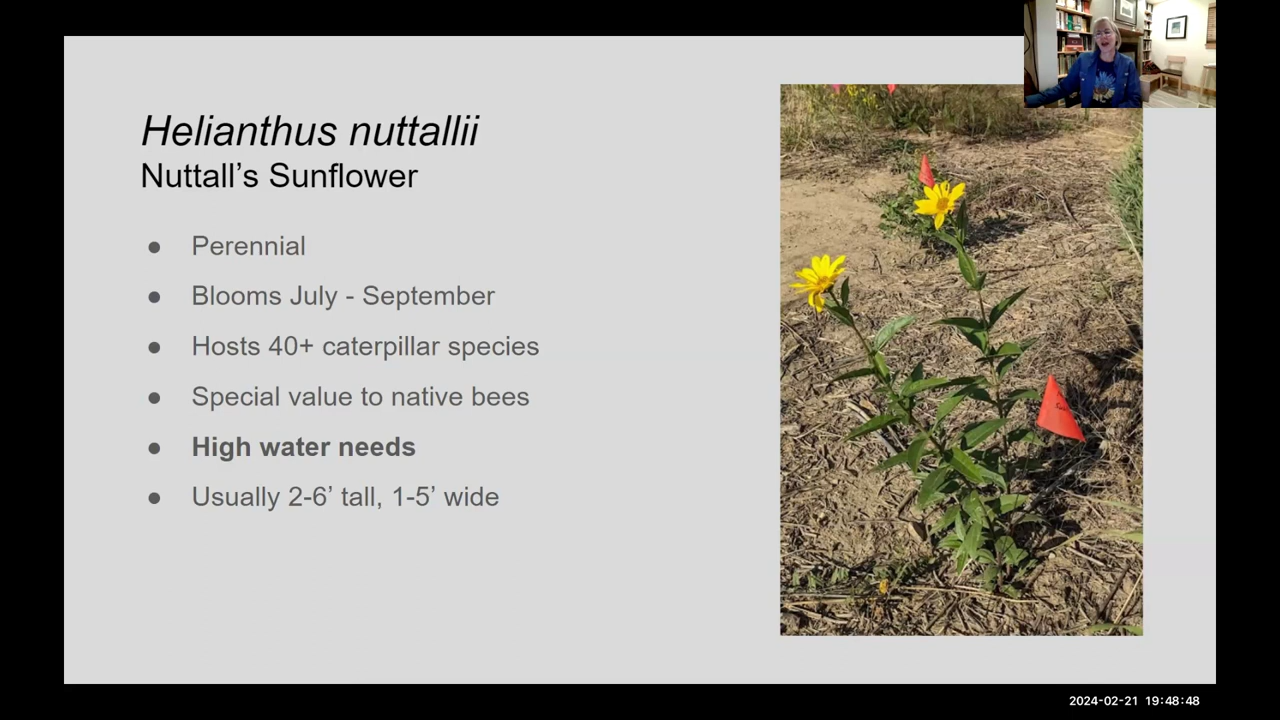 Helianthus nuttallii
Nuttall’s Sunflower
● Perennial
● Blooms July - September
● Hosts 40+ caterpillar species
● Special value to native bees
● High water needs
● Usually 2-6’ tall, 1-5’ wide
2024-02-21 19:48:48